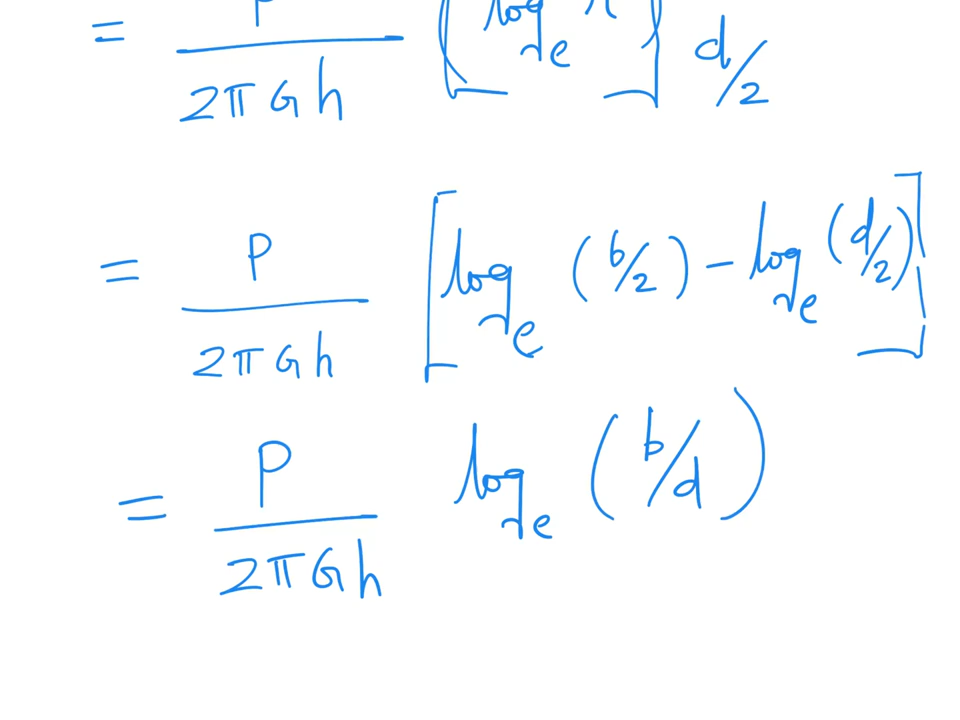 = P / 2πGh [log_e r] d/2
= P / 2πGh [log_e (b/2) - log_e (d/2)]
= P / 2πGh log_e (b/d)